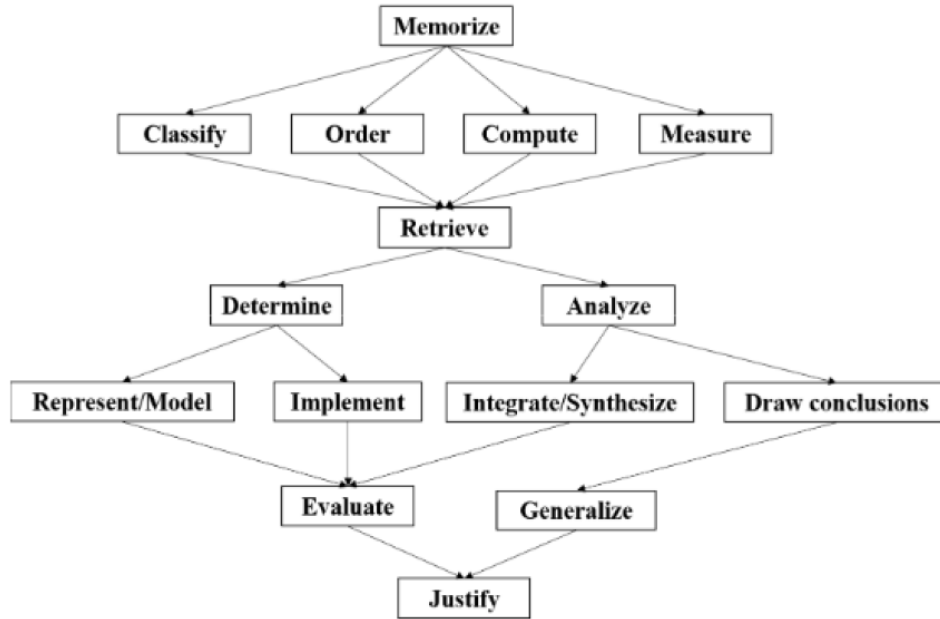 Memorize
Classify
Order
Compute
Measure
Retrieve
Determine
Analyze
Represent/Model
Implement
Integrate/Synthesize
Draw conclusions
Evaluate
Generalize
Justify